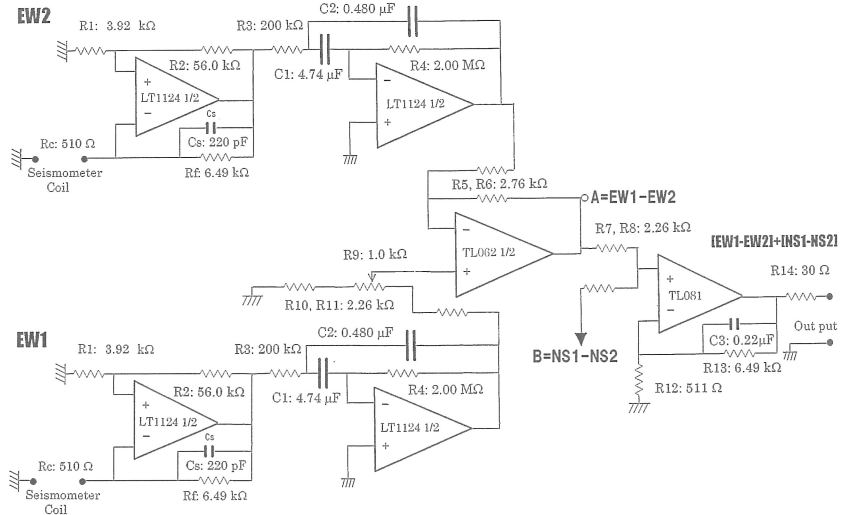 EW2
R1: 3.92 kΩ
R2: 56.0 kΩ
R3: 200 kΩ
C2: 0.480 µF
C1: 4.74 µF
R4: 2.00 MΩ
+
LT1124 1/2
−
Cs
Cs: 220 pF
Rf: 6.49 kΩ
Rc: 510 Ω
Seismometer
Coil
−
LT1124 1/2
+
R5, R6: 2.76 kΩ
A=EW1−EW2
−
TL062 1/2
+
R7, R8: 2.26 kΩ
[EW1-EW2]+[NS1-NS2]
R9: 1.0 kΩ
R10, R11: 2.26 kΩ
B=NS1−NS2
+
TL081
−
R14: 30 Ω
Out put
C3: 0.22µF
R13: 6.49 kΩ
R12: 511 Ω
EW1
R1: 3.92 kΩ
R2: 56.0 kΩ
R3: 200 kΩ
C2: 0.480 µF
C1: 4.74 µF
R4: 2.00 MΩ
+
LT1124 1/2
−
Cs
Cs: 220 pF
Rf: 6.49 kΩ
Rc: 510 Ω
Seismometer
Coil
−
LT1124 1/2
+